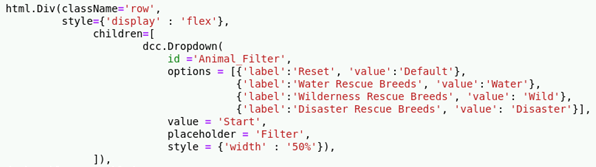 html.Div(className='row',
         style={'display' : 'flex'},
              children=[
                      dcc.Dropdown(
                          id ='Animal_Filter',
                          options = [{'label':'Reset', 'value':'Default'},
                                     {'label':'Water Rescue Breeds', 'value':'Water'},
                                     {'label':'Wilderness Rescue Breeds', 'value': 'Wild'},
                                     {'label':'Disaster Rescue Breeds', 'value': 'Disaster'}],
                          value = 'Start',
                          placeholder = 'Filter',
                          style = {'width' : '50%'}),
              ]),